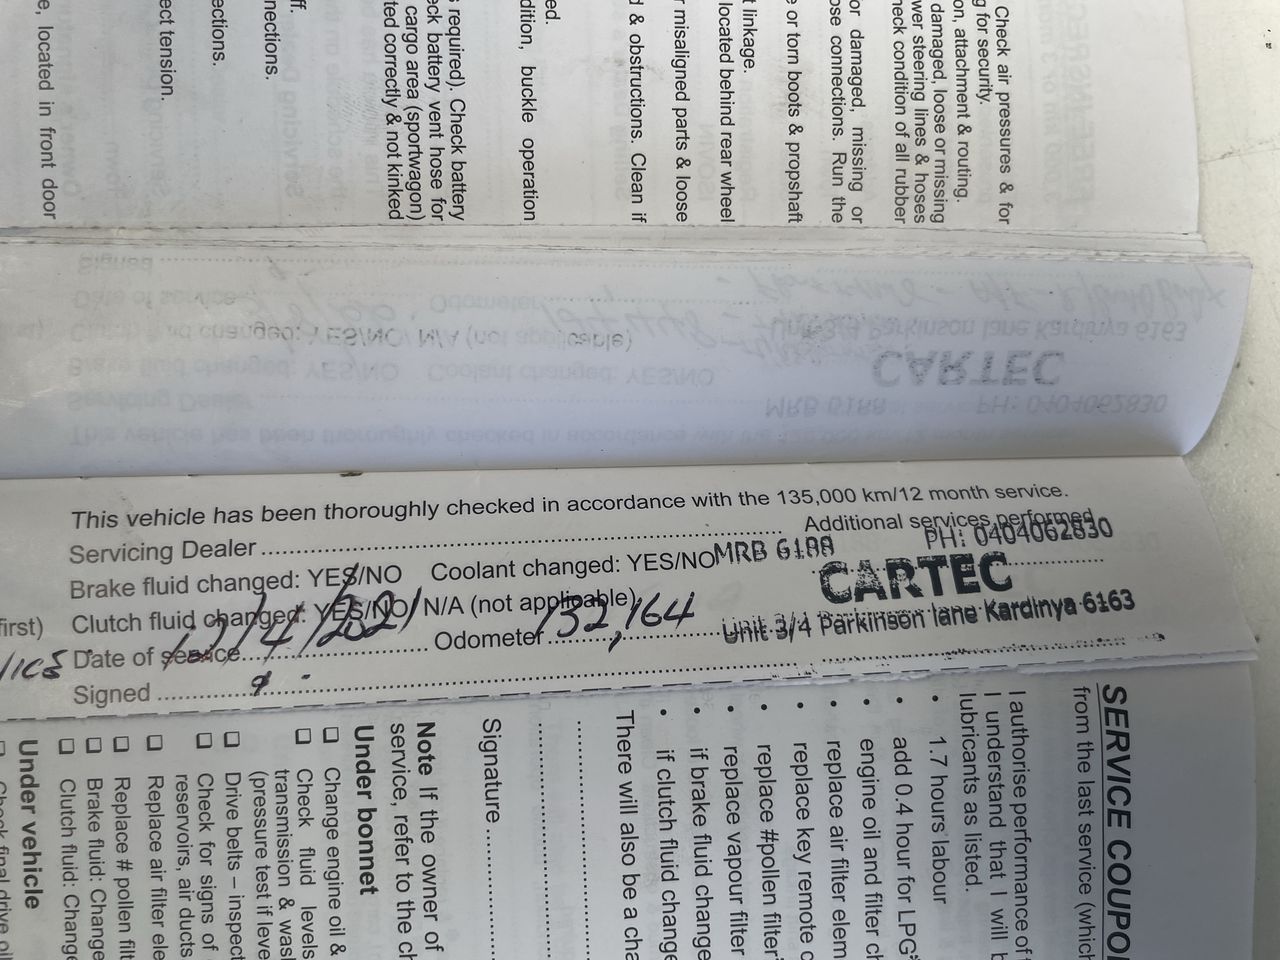 Check air pressures & for
g for security.
on, attachment & routing.
damaged, loose or missing
wer steering lines & hoses
heck condition of all rubber
for damaged, missing or
ose connections. Run the
e or torn boots & propshaft
t linkage.
located behind rear wheel
r misaligned parts & loose
d & obstructions. Clean if
ed.
dition, buckle operation
s required). Check battery
eck battery vent hose for
cargo area (sportwagon)
ted correctly & not kinked
ff.
nnections.
ections.
ect tension.
e, located in front door
This vehicle has been thoroughly checked in accordance with the 135,000 km/12 month service.
Servicing Dealer
Additional services performed
PH: 0404062830
Brake fluid changed: YES/NO Coolant changed: YES/NO
MRB 6188
CARTEC
Clutch fluid changed: YES/NO/ N/A (not applicable)
Unit 3/4 Parkinson lane Kardinya 6163
first)
Date of service /4/2021 Odometer 132,164
Signed
SERVICE COUPO
from the last service (which
I authorise performance of t
I understand that I will b
lubricants as listed.
• 1.7 hours labour
• add 0.4 hour for LPG
• engine oil and filter ch
• replace air filter elem
• replace key remote c
• replace #pollen filter
• replace vapour filter
• if brake fluid change
• if clutch fluid change
There will also be a cha
Signature
Note If the owner of
service, refer to the ch
Under bonnet
❑ Change engine oil &
❑ Check fluid levels
transmission & was
(pressure test if leve
❑ Drive belts – inspect
❑ Check for signs of
reservoirs, air ducts
❑ Replace air filter ele
❑ Replace # pollen filt
❑ Brake fluid: Change
❑ Clutch fluid: Change
Under vehicle
❑ Check final drive oil